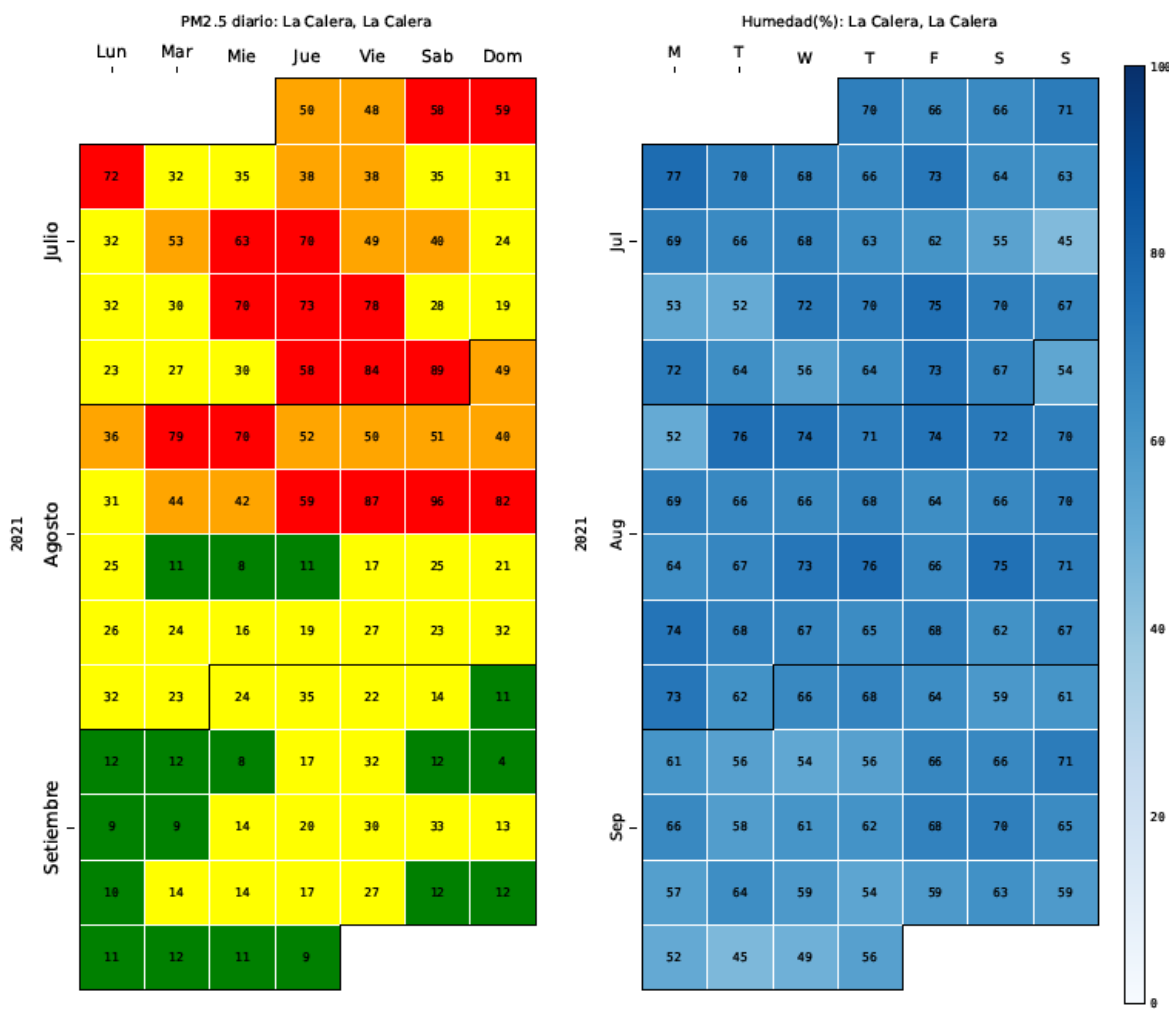 PM2.5 diario: La Calera, La Calera
Lun Mar Mie Jue Vie Sab Dom
50 48 58 59
72 32 35 38 38 35 31
Julio
32 53 63 70 49 40 24
32 30 70 73 78 28 19
23 27 30 58 84 89 49
36 79 70 52 50 51 40
31 44 42 59 87 96 82
2021
Agosto
25 11 8 11 17 25 21
26 24 16 19 27 23 32
32 23 24 35 22 14 11
12 12 8 17 32 12 4
Setiembre
9 9 14 20 30 33 13
10 14 14 17 27 12 12
11 12 11 9
Humedad(%): La Calera, La Calera
M T W T F S S
70 66 66 71
77 70 68 66 73 64 63
Jul
69 66 68 63 62 55 45
53 52 72 70 75 70 67
72 64 56 64 73 67 54
52 76 74 71 74 72 70
69 66 66 68 64 66 70
2021
Aug
64 67 73 76 66 75 71
74 68 67 65 68 62 67
73 62 66 68 64 59 61
61 56 54 56 66 66 71
Sep
66 58 61 62 68 70 65
57 64 59 54 59 63 59
52 45 49 56
100
80
60
40
20
0